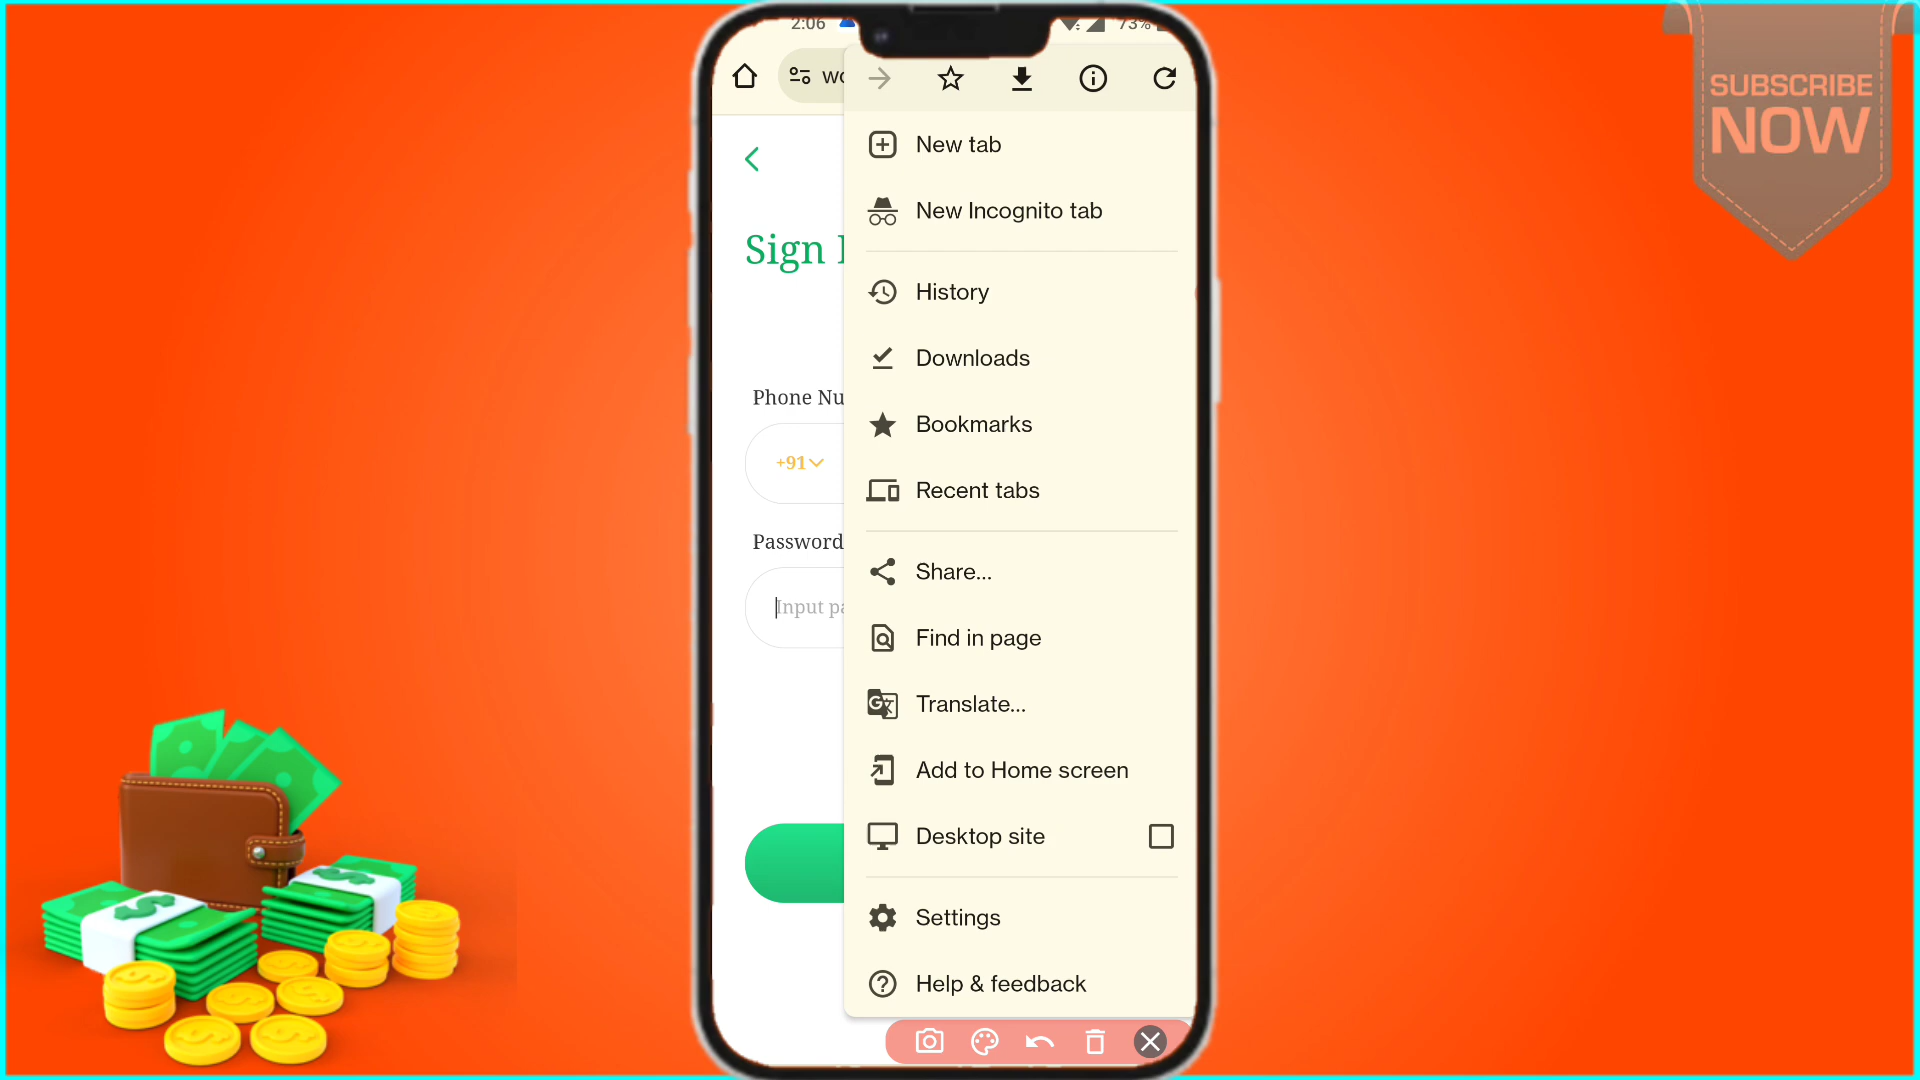 2:06
73%
SUBSCRIBE
NOW
New tab
New Incognito tab
Sign
History
Downloads
Phone Nu
Bookmarks
+91
Recent tabs
Password
Share...
Input pa
Find in page
Translate...
Add to Home screen
Desktop site
Settings
Help & feedback